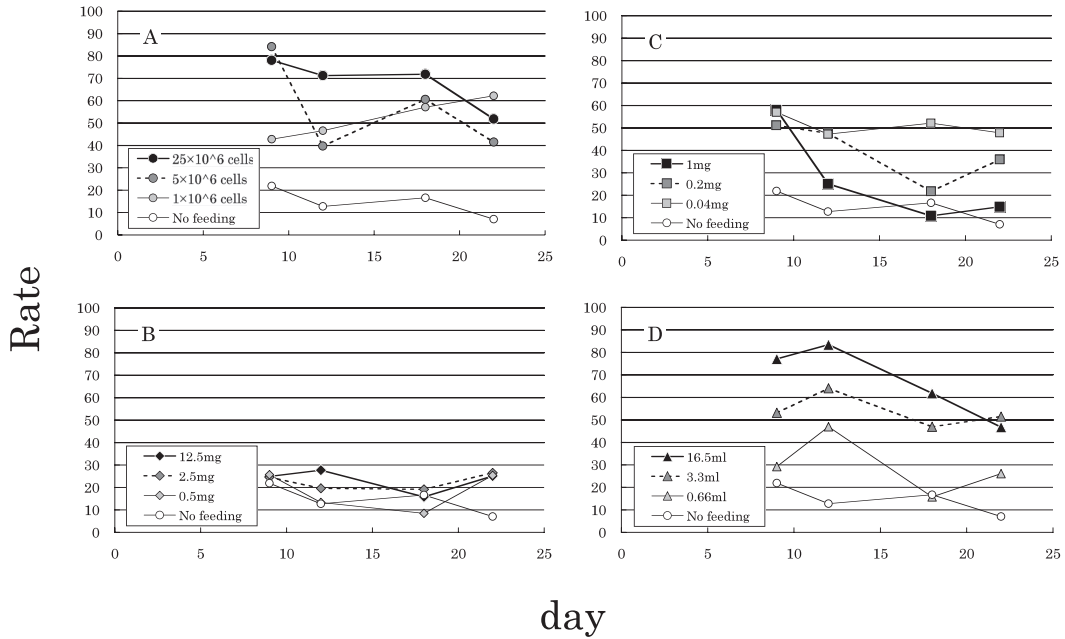 Rate
100
90
80
70
60
50
40
30
20
10
0
A
25×10^6 cells
5×10^6 cells
1×10^6 cells
No feeding
0 5 10 15 20 25
100
90
80
70
60
50
40
30
20
10
0
C
1mg
0.2mg
0.04mg
No feeding
0 5 10 15 20 25
100
90
80
70
60
50
40
30
20
10
0
B
12.5mg
2.5mg
0.5mg
No feeding
0 5 10 15 20 25
100
90
80
70
60
50
40
30
20
10
0
D
16.5ml
3.3ml
0.66ml
No feeding
0 5 10 15 20 25
day